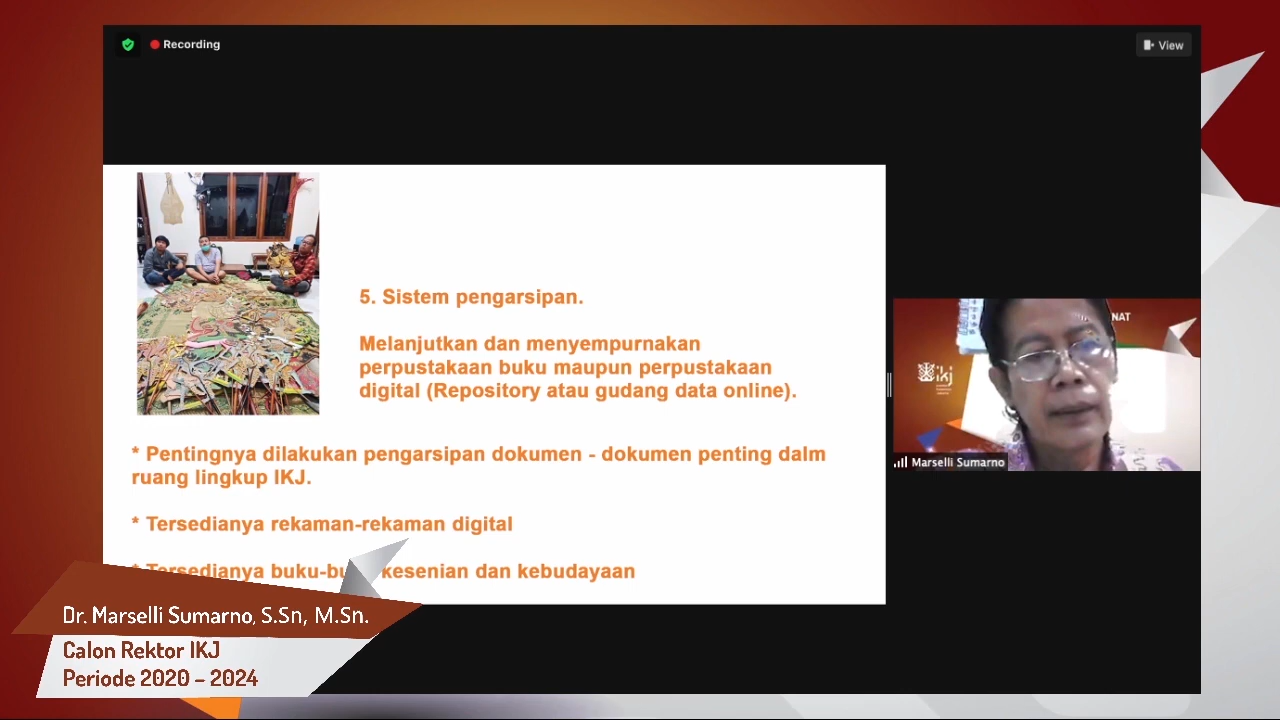 Recording
View
5. Sistem pengarsipan.
Melanjutkan dan menyempurnakan
perpustakaan buku maupun perpustakaan
digital (Repository atau gudang data online).
* Pentingnya dilakukan pengarsipan dokumen - dokumen penting dalm
ruang lingkup IKJ.
* Tersedianya rekaman-rekaman digital
* Tersedianya kesenian dan kebudayaan
ikj
Marselli Sumarno
Dr. Marselli Sumarno, S.Sn, M.Sn.
Calon Rektor IKJ
Periode 2020 – 2024